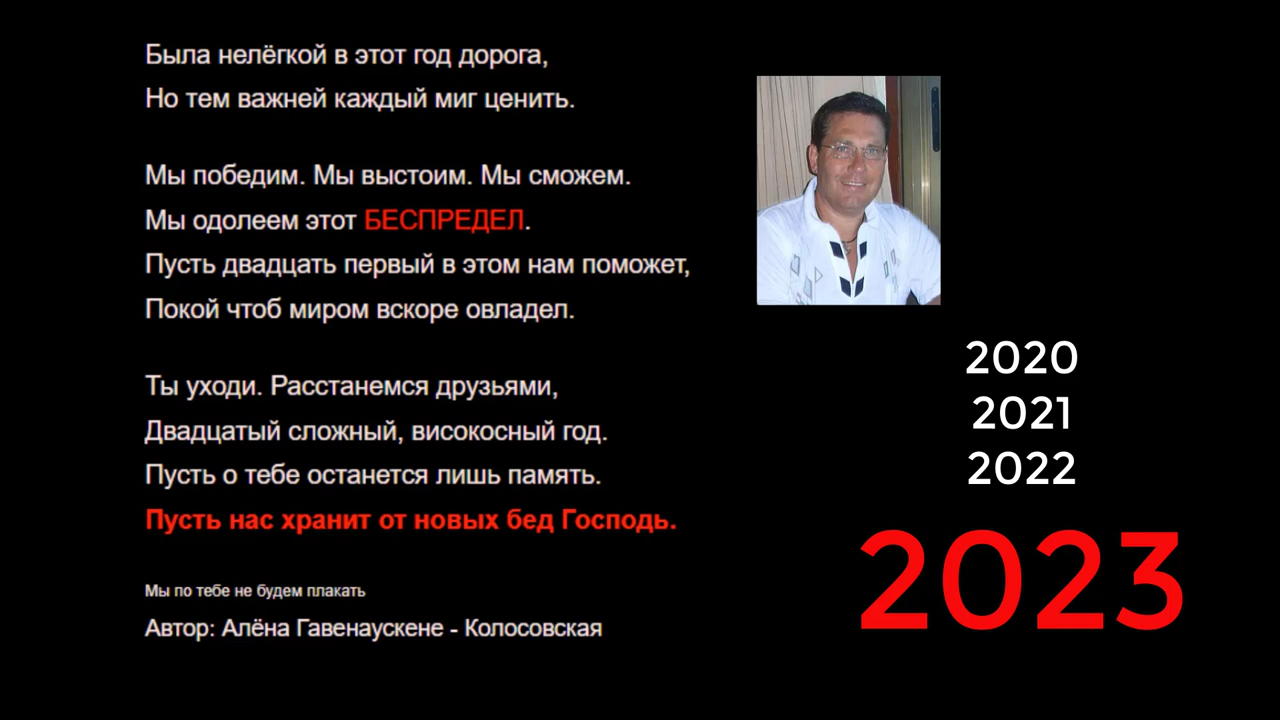 Была нелёгкой в этот год дорога,
Но тем важней каждый миг ценить.
Мы победим. Мы выстоим. Мы сможем.
Мы одолеем этот БЕСПРЕДЕЛ.
Пусть двадцать первый в этом нам поможет,
Покой чтоб миром вскоре овладел.
Ты уходи. Расстанемся друзьями,
Двадцатый сложный, високосный год.
Пусть о тебе останется лишь память.
Пусть нас хранит от новых бед Господь.
Мы по тебе не будем плакать
Автор: Алёна Гавенаускене - Колосовская
2020
2021
2022
2023